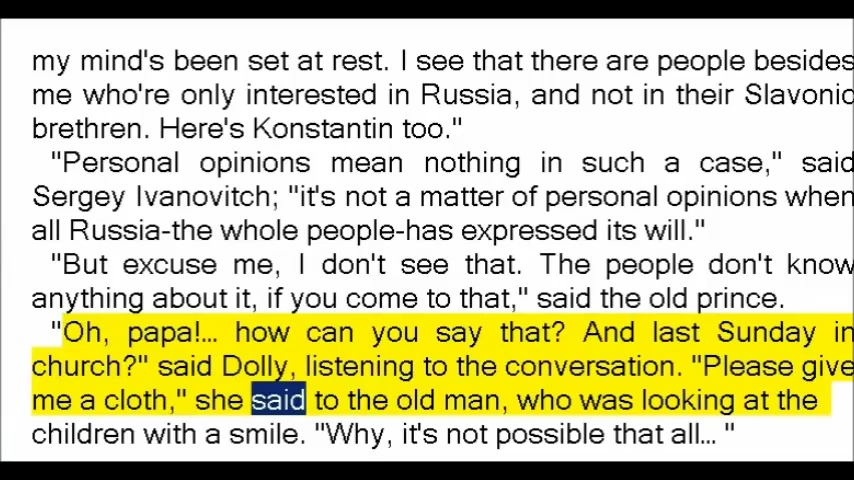 my mind's been set at rest. I see that there are people besides
me who're only interested in Russia, and not in their Slavonic
brethren. Here's Konstantin too."
"Personal opinions mean nothing in such a case," said
Sergey Ivanovitch; "it's not a matter of personal opinions when
all Russia-the whole people-has expressed its will."
"But excuse me, I don't see that. The people don't know
anything about it, if you come to that," said the old prince.
"Oh, papa!... how can you say that? And last Sunday in
church?" said Dolly, listening to the conversation. "Please give
me a cloth," she said to the old man, who was looking at the
children with a smile. "Why, it's not possible that all... "